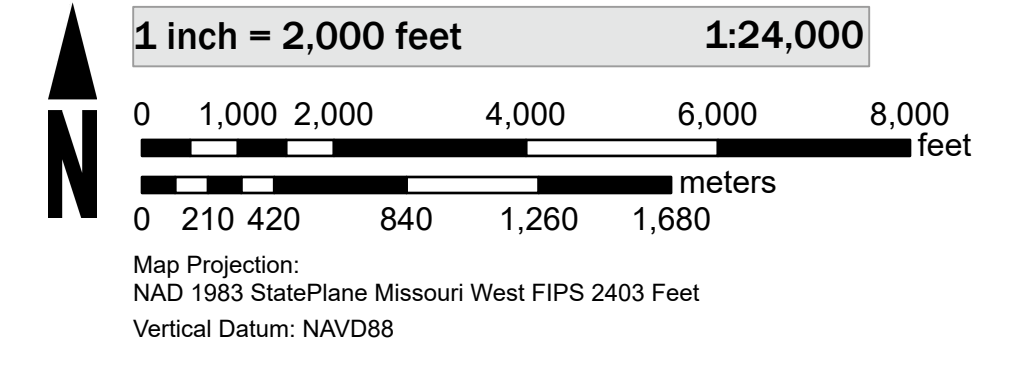 1 inch = 2,000 feet 1:24,000
0 1,000 2,000 4,000 6,000 8,000
feet
meters
0 210 420 840 1,260 1,680
N
Map Projection:
NAD 1983 StatePlane Missouri West FIPS 2403 Feet
Vertical Datum: NAVD88